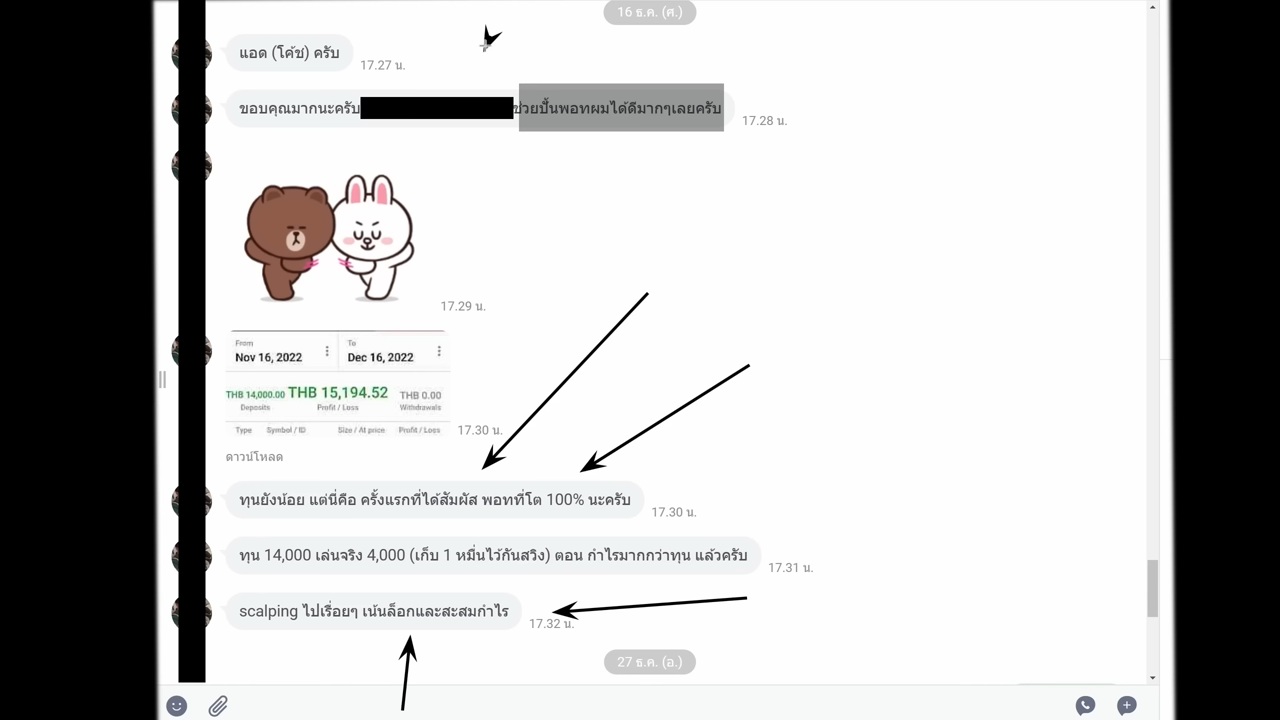 16 ธ.ค. (ศ.)
แอด (โค้ช) ครับ
17.27 น.
ขอบคุณมากนะครับ ช่วยปั้นพอทผมได้ดีมากๆเลยครับ
17.28 น.
17.29 น.
From To
Nov 16, 2022 Dec 16, 2022
THB 14,000.00 THB 15,194.52 THB 0.00
Deposits Profit / Loss Withdrawals
Type Symbol / ID Size / At price Profit / Loss
17.30 น.
ดาวน์โหลด
ทุนยังน้อย แต่นี่คือ ครั้งแรกที่ได้สัมผัส พอทที่โต 100% นะครับ
17.30 น.
ทุน 14,000 เล่นจริง 4,000 (เก็บ 1 หมื่นไว้กันสวิง) ตอน กำไรมากกว่าทุน แล้วครับ
17.31 น.
scalping ไปเรื่อยๆ เน้นล็อกและสะสมกำไร
17.32 น.
27 ธ.ค. (อ.)